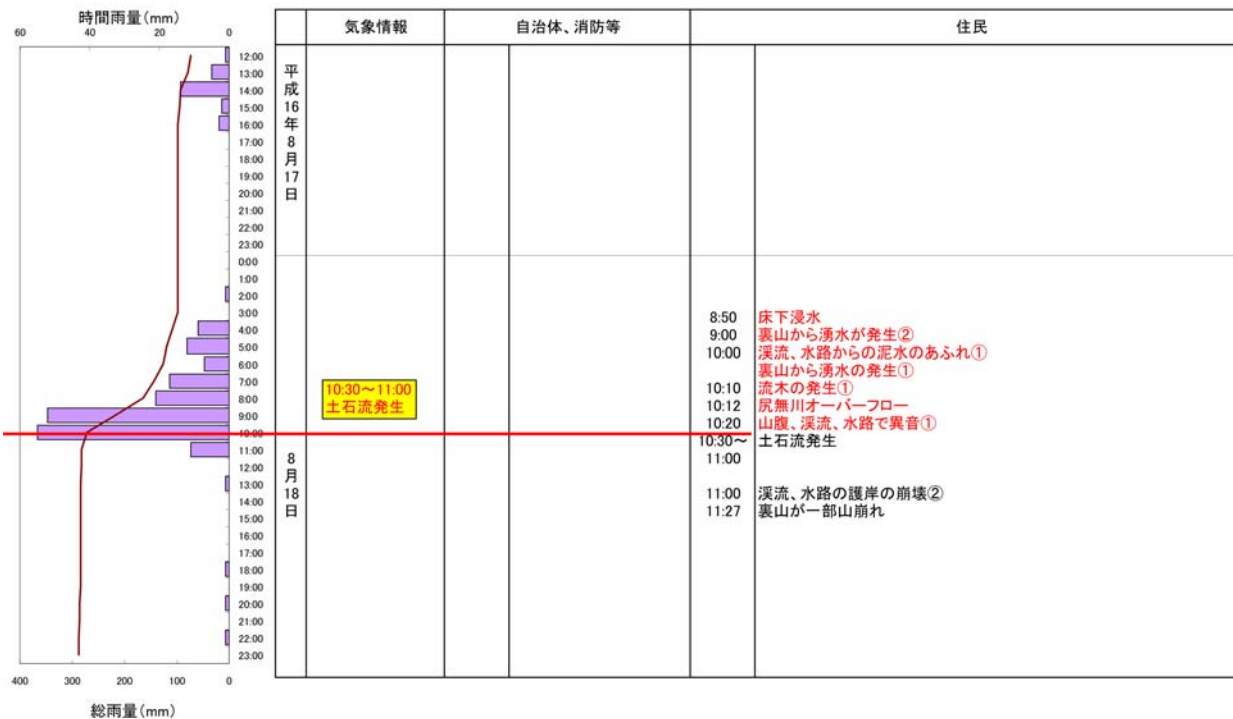 時間雨量(mm)
60 40 20 0
気象情報 自治体、消防等 住民
12:00
13:00
14:00
15:00
16:00
17:00
18:00
19:00
20:00
21:00
22:00
23:00
0:00
1:00
2:00
3:00
4:00
5:00
6:00
7:00
8:00
9:00
10:00
11:00
12:00
13:00
14:00
15:00
16:00
17:00
18:00
19:00
20:00
21:00
22:00
23:00
400 300 200 100 0
総雨量(mm)
平成16年8月17日
8月18日
10:30～11:00
土石流発生
8:50 床下浸水
9:00 裏山から湧水が発生②
10:00 渓流、水路からの泥水のあふれ①
裏山から湧水の発生①
10:10 流木の発生①
10:12 尻無川オーバーフロー
10:20 山腹、渓流、水路で異音①
10:30～ 土石流発生
11:00
11:00 渓流、水路の護岸の崩壊②
11:27 裏山が一部山崩れ